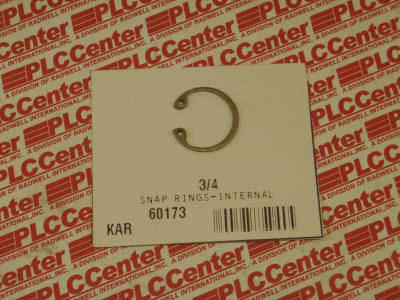 PLCCenter
A DIVISION OF RADWELL INTERNATIONAL, INC.
3/4
SNAP RINGS-INTERNAL
KAR 60173